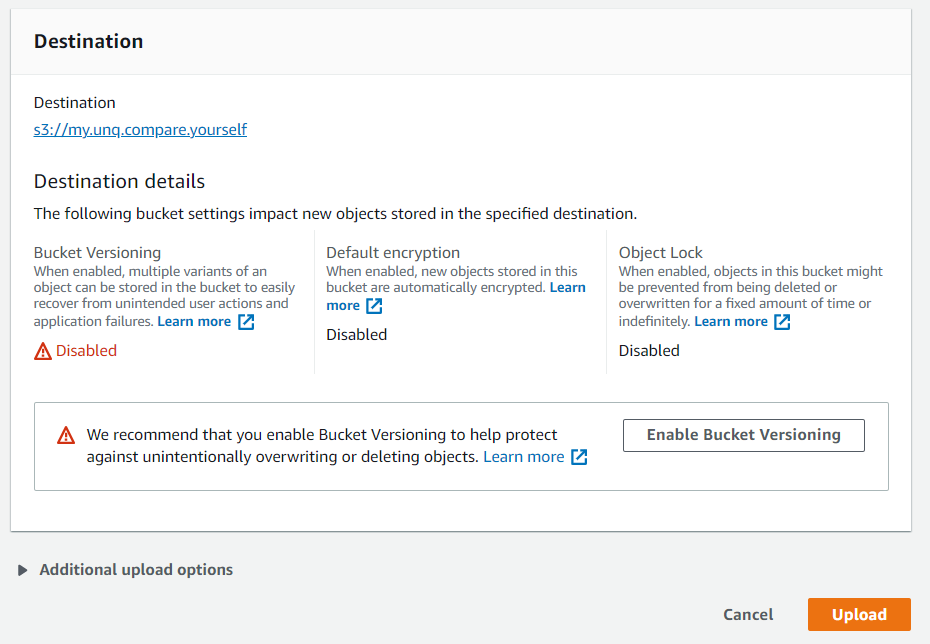 Destination
Destination
s3://my.unq.compare.yourself
Destination details
The following bucket settings impact new objects stored in the specified destination.
Bucket Versioning
When enabled, multiple variants of an
object can be stored in the bucket to easily
recover from unintended user actions and
application failures. Learn more
Disabled
Default encryption
When enabled, new objects stored in this
bucket are automatically encrypted. Learn
more
Disabled
Object Lock
When enabled, objects in this bucket might
be prevented from being deleted or
overwritten for a fixed amount of time or
indefinitely. Learn more
Disabled
We recommend that you enable Bucket Versioning to help protect
against unintentionally overwriting or deleting objects. Learn more
Enable Bucket Versioning
Additional upload options
Cancel
Upload